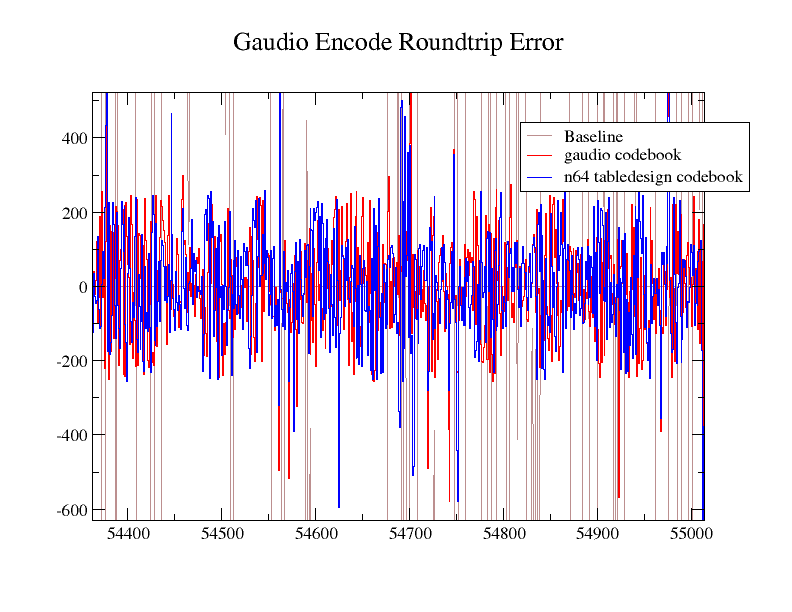 Gaudio Encode Roundtrip Error
Baseline
gaudio codebook
n64 tabledesign codebook
400
200
0
-200
-400
-600
54400 54500 54600 54700 54800 54900 55000